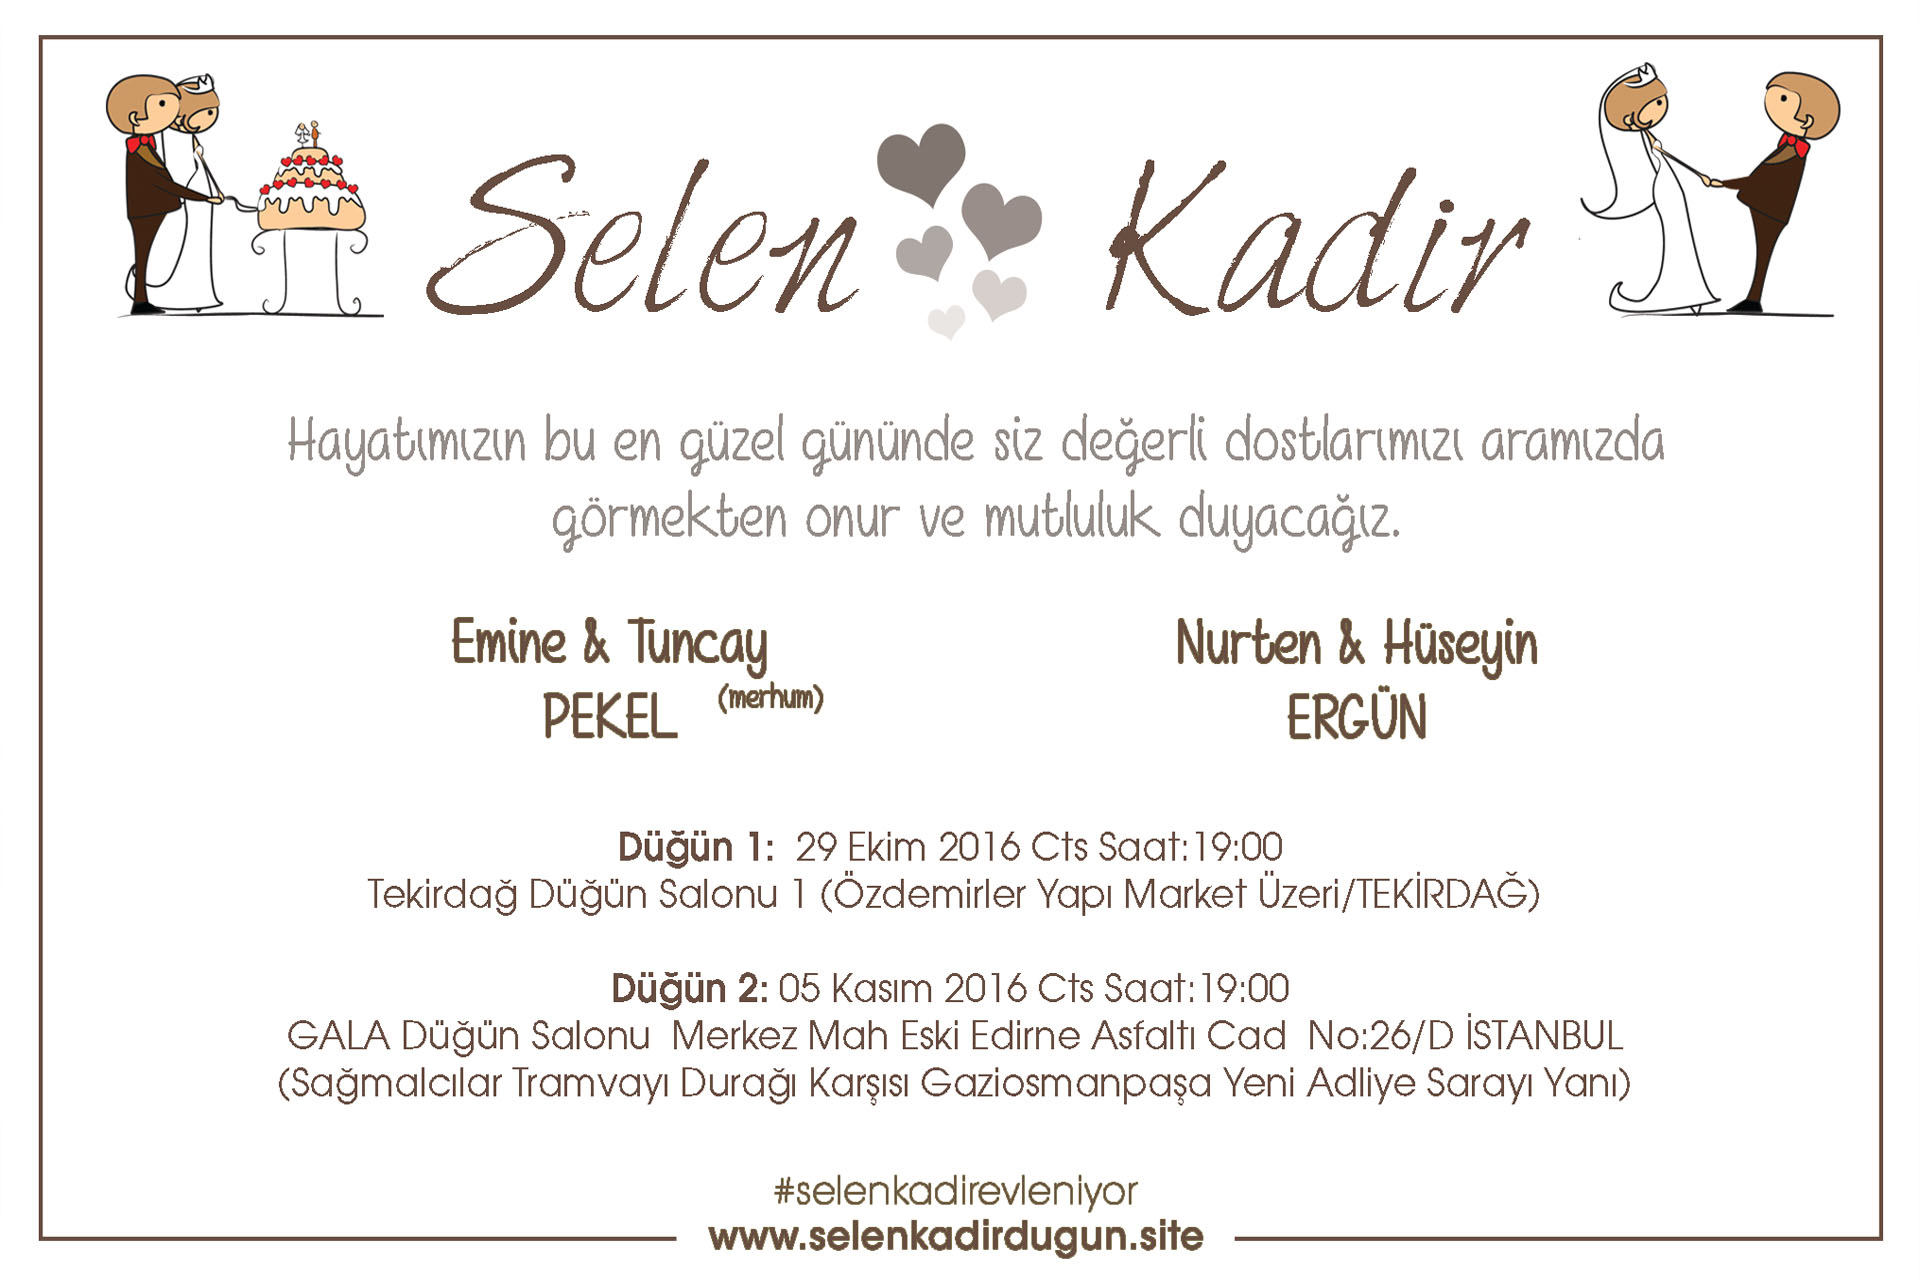 Selen Kadir
Hayatımızın bu en güzel gününde siz değerli dostlarımızı aramızda
görmekten onur ve mutluluk duyacağız.
Emine & Tuncay
PEKEL (merhum)
Nurten & Hüseyin
ERGÜN
Düğün 1: 29 Ekim 2016 Cts Saat:19:00
Tekirdağ Düğün Salonu 1 (Özdemirler Yapı Market Üzeri/TEKİRDAĞ)
Düğün 2: 05 Kasım 2016 Cts Saat:19:00
GALA Düğün Salonu Merkez Mah Eski Edirne Asfaltı Cad No:26/D İSTANBUL
(Sağmalcılar Tramvayı Durağı Karşısı Gaziosmanpaşa Yeni Adliye Sarayı Yanı)
#selenkadirevleniyor
www.selenkadirdugun.site